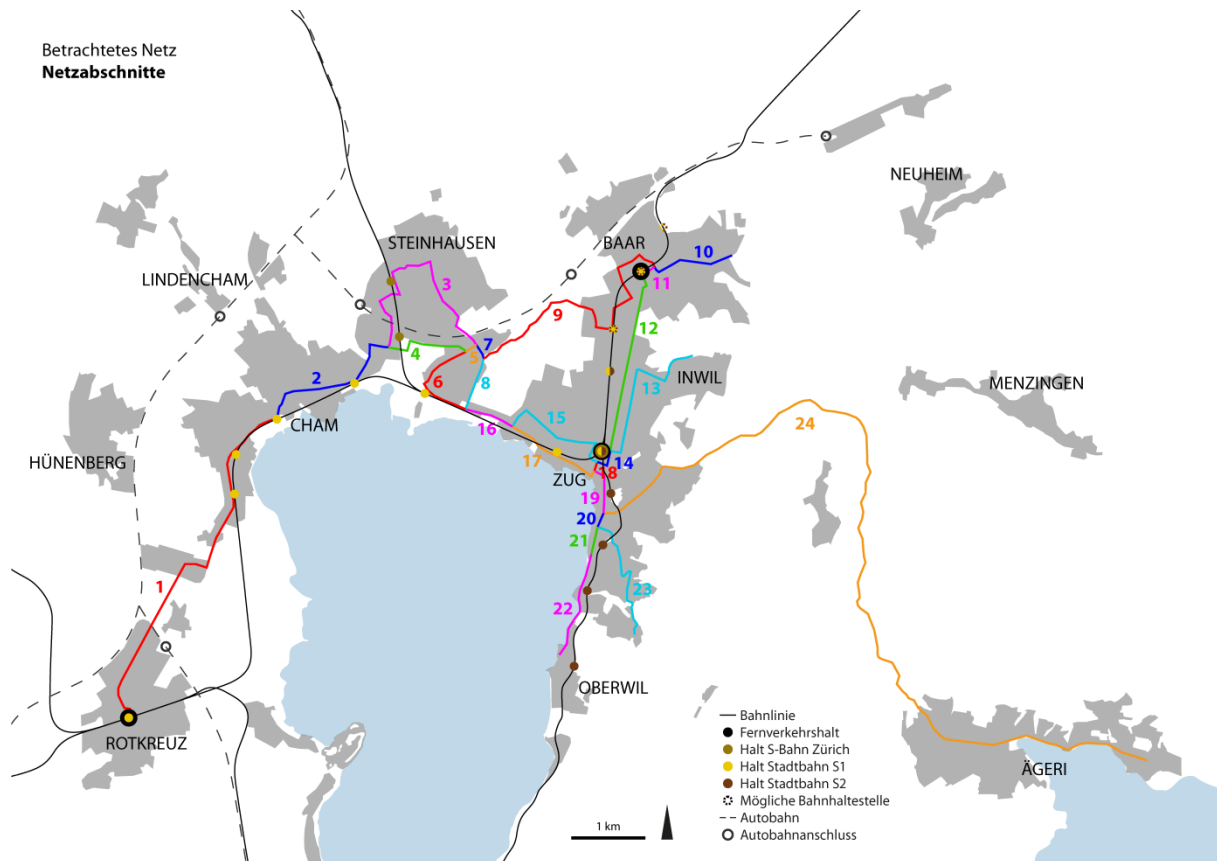 Betrachtetes Netz
Netzabschnitte
NEUHEIM
STEINHAUSEN
BAAR
10
LINDENCHAM
11
3
9
12
7
4
5
2
6
8
13
INWIL
MENZINGEN
CHAM
15
16
24
HÜNENBERG
17
14
ZUG
18
19
20
21
1
23
22
OBERWIL
ROTKREUZ
ÄGERI
Bahnlinie
Fernverkehrshalt
Halt S-Bahn Zürich
Halt Stadtbahn S1
Halt Stadtbahn S2
Mögliche Bahnhaltestelle
Autobahn
Autobahnanschluss
1 km